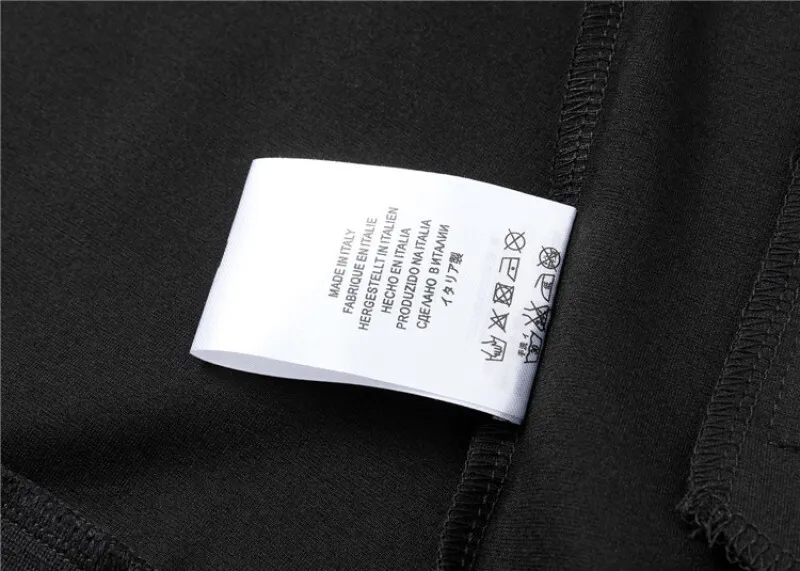 MADE IN ITALY
FABRIQUE EN ITALIE
HERGESTELLT IN ITALIEN
HECHO EN ITALIA
PRODUZIDO NA ITALIA
СДЕЛАНО В ИТАЛИИ
イタリア製